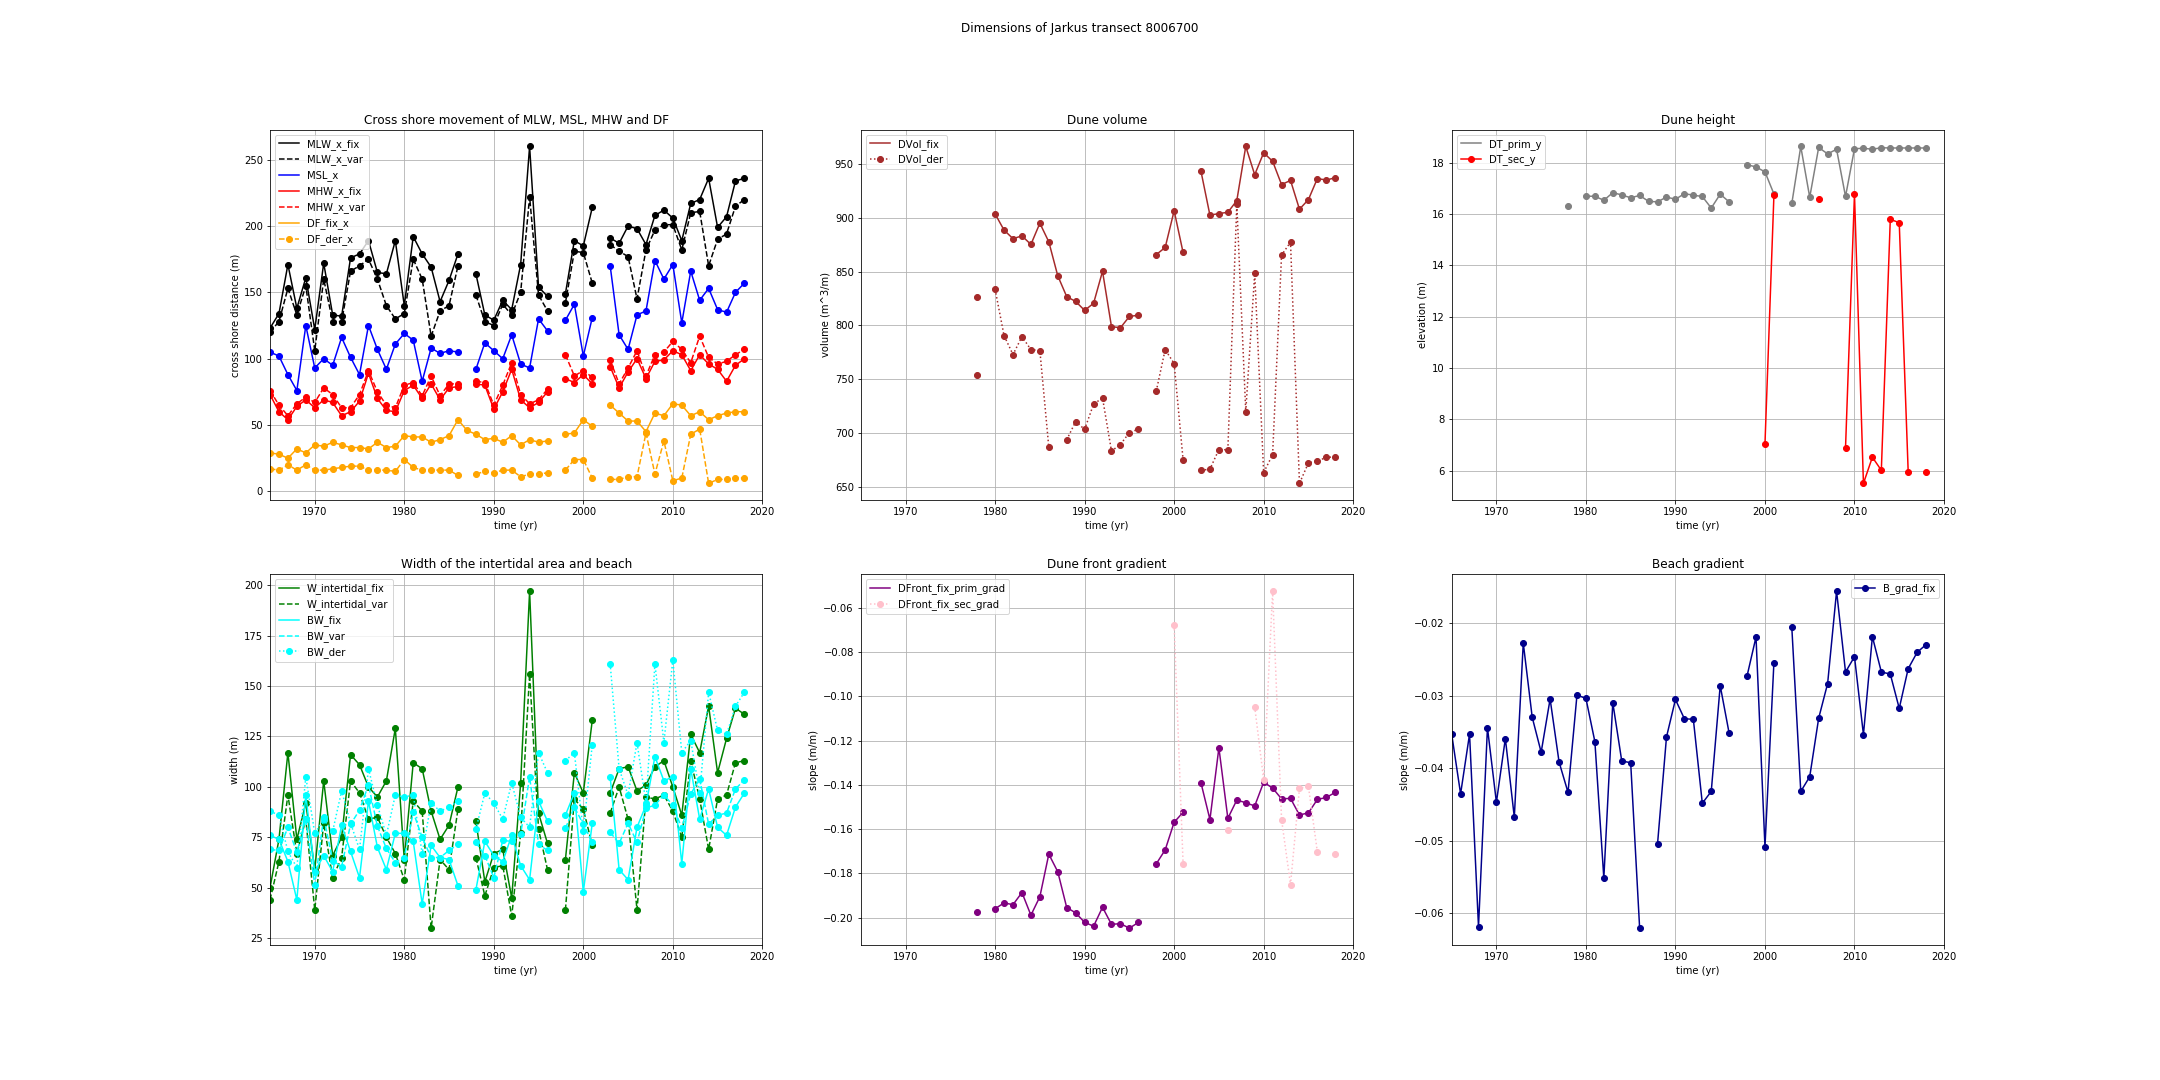 Dimensions of Jarkus transect 8006700
Cross shore movement of MLW, MSL, MHW and DF
MLW_x_fix
MLW_x_var
MSL_x
MHW_x_fix
MHW_x_var
DF_fix_x
DF_der_x
250
200
150
100
50
0
cross shore distance (m)
1970 1980 1990 2000 2010 2020
time (yr)
Dune volume
DVol_fix
DVol_der
950
900
850
800
750
700
650
volume (m^3/m)
1970 1980 1990 2000 2010 2020
time (yr)
Dune height
DT_prim_y
DT_sec_y
18
16
14
12
10
8
6
elevation (m)
1970 1980 1990 2000 2010 2020
time (yr)
Width of the intertidal area and beach
W_intertidal_fix
W_intertidal_var
BW_fix
BW_var
BW_der
200
175
150
125
100
75
50
25
width (m)
1970 1980 1990 2000 2010 2020
time (yr)
Dune front gradient
DFront_fix_prim_grad
DFront_fix_sec_grad
−0.06
−0.08
−0.10
−0.12
−0.14
−0.16
−0.18
−0.20
slope (m/m)
1970 1980 1990 2000 2010 2020
time (yr)
Beach gradient
B_grad_fix
−0.02
−0.03
−0.04
−0.05
−0.06
slope (m/m)
1970 1980 1990 2000 2010 2020
time (yr)